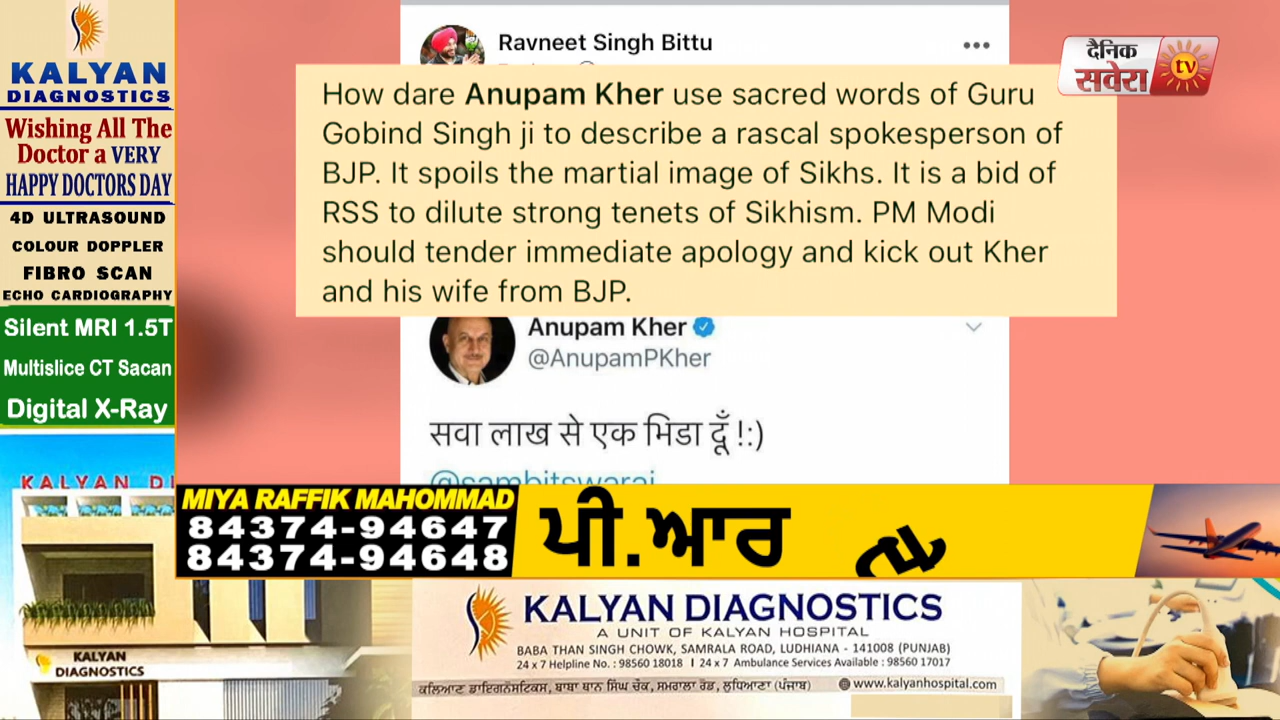 KALYAN
DIAGNOSTICS
Wishing All The
Doctor a VERY
HAPPY DOCTORS DAY
4D ULTRASOUND
COLOUR DOPPLER
FIBRO SCAN
ECHO CARDIOGRAPHY
Silent MRI 1.5T
Multislice CT Sacan
Digital X-Ray
KALYAN DI
KALYAN
DIAGNOSTICS
Ravneet Singh Bittu
दैनिक
सवेरा tv
How dare Anupam Kher use sacred words of Guru
Gobind Singh ji to describe a rascal spokesperson of
BJP. It spoils the martial image of Sikhs. It is a bid of
RSS to dilute strong tenets of Sikhism. PM Modi
should tender immediate apology and kick out Kher
and his wife from BJP.
Anupam Kher
@AnupamPKher
सवा लाख से एक भिडा दूँ !:)
@sambitswaraj
MIYA RAFFIK MAHOMMAD
84374-94647
84374-94648
ਪੀ.ਆਰ
KALYAN DIAGNOSTICS
A UNIT OF KALYAN HOSPITAL
BABA THAN SINGH CHOWK, SAMRALA ROAD, LUDHIANA - 141008 (PUNJAB)
24 x 7 Helpline No. : 98560 18018 I 24 x 7 Ambulance Services Available : 98560 17017
ਕਲਿਆਣ ਡਾਇਗਨੋਸਟਿਕਸ, ਬਾਬਾ ਥਾਨ ਸਿੰਘ ਚੌਕ, ਸਮਰਾਲਾ ਰੋਡ, ਲੁਧਿਆਣਾ (ਪੰਜਾਬ) www.kalyanhospital.com